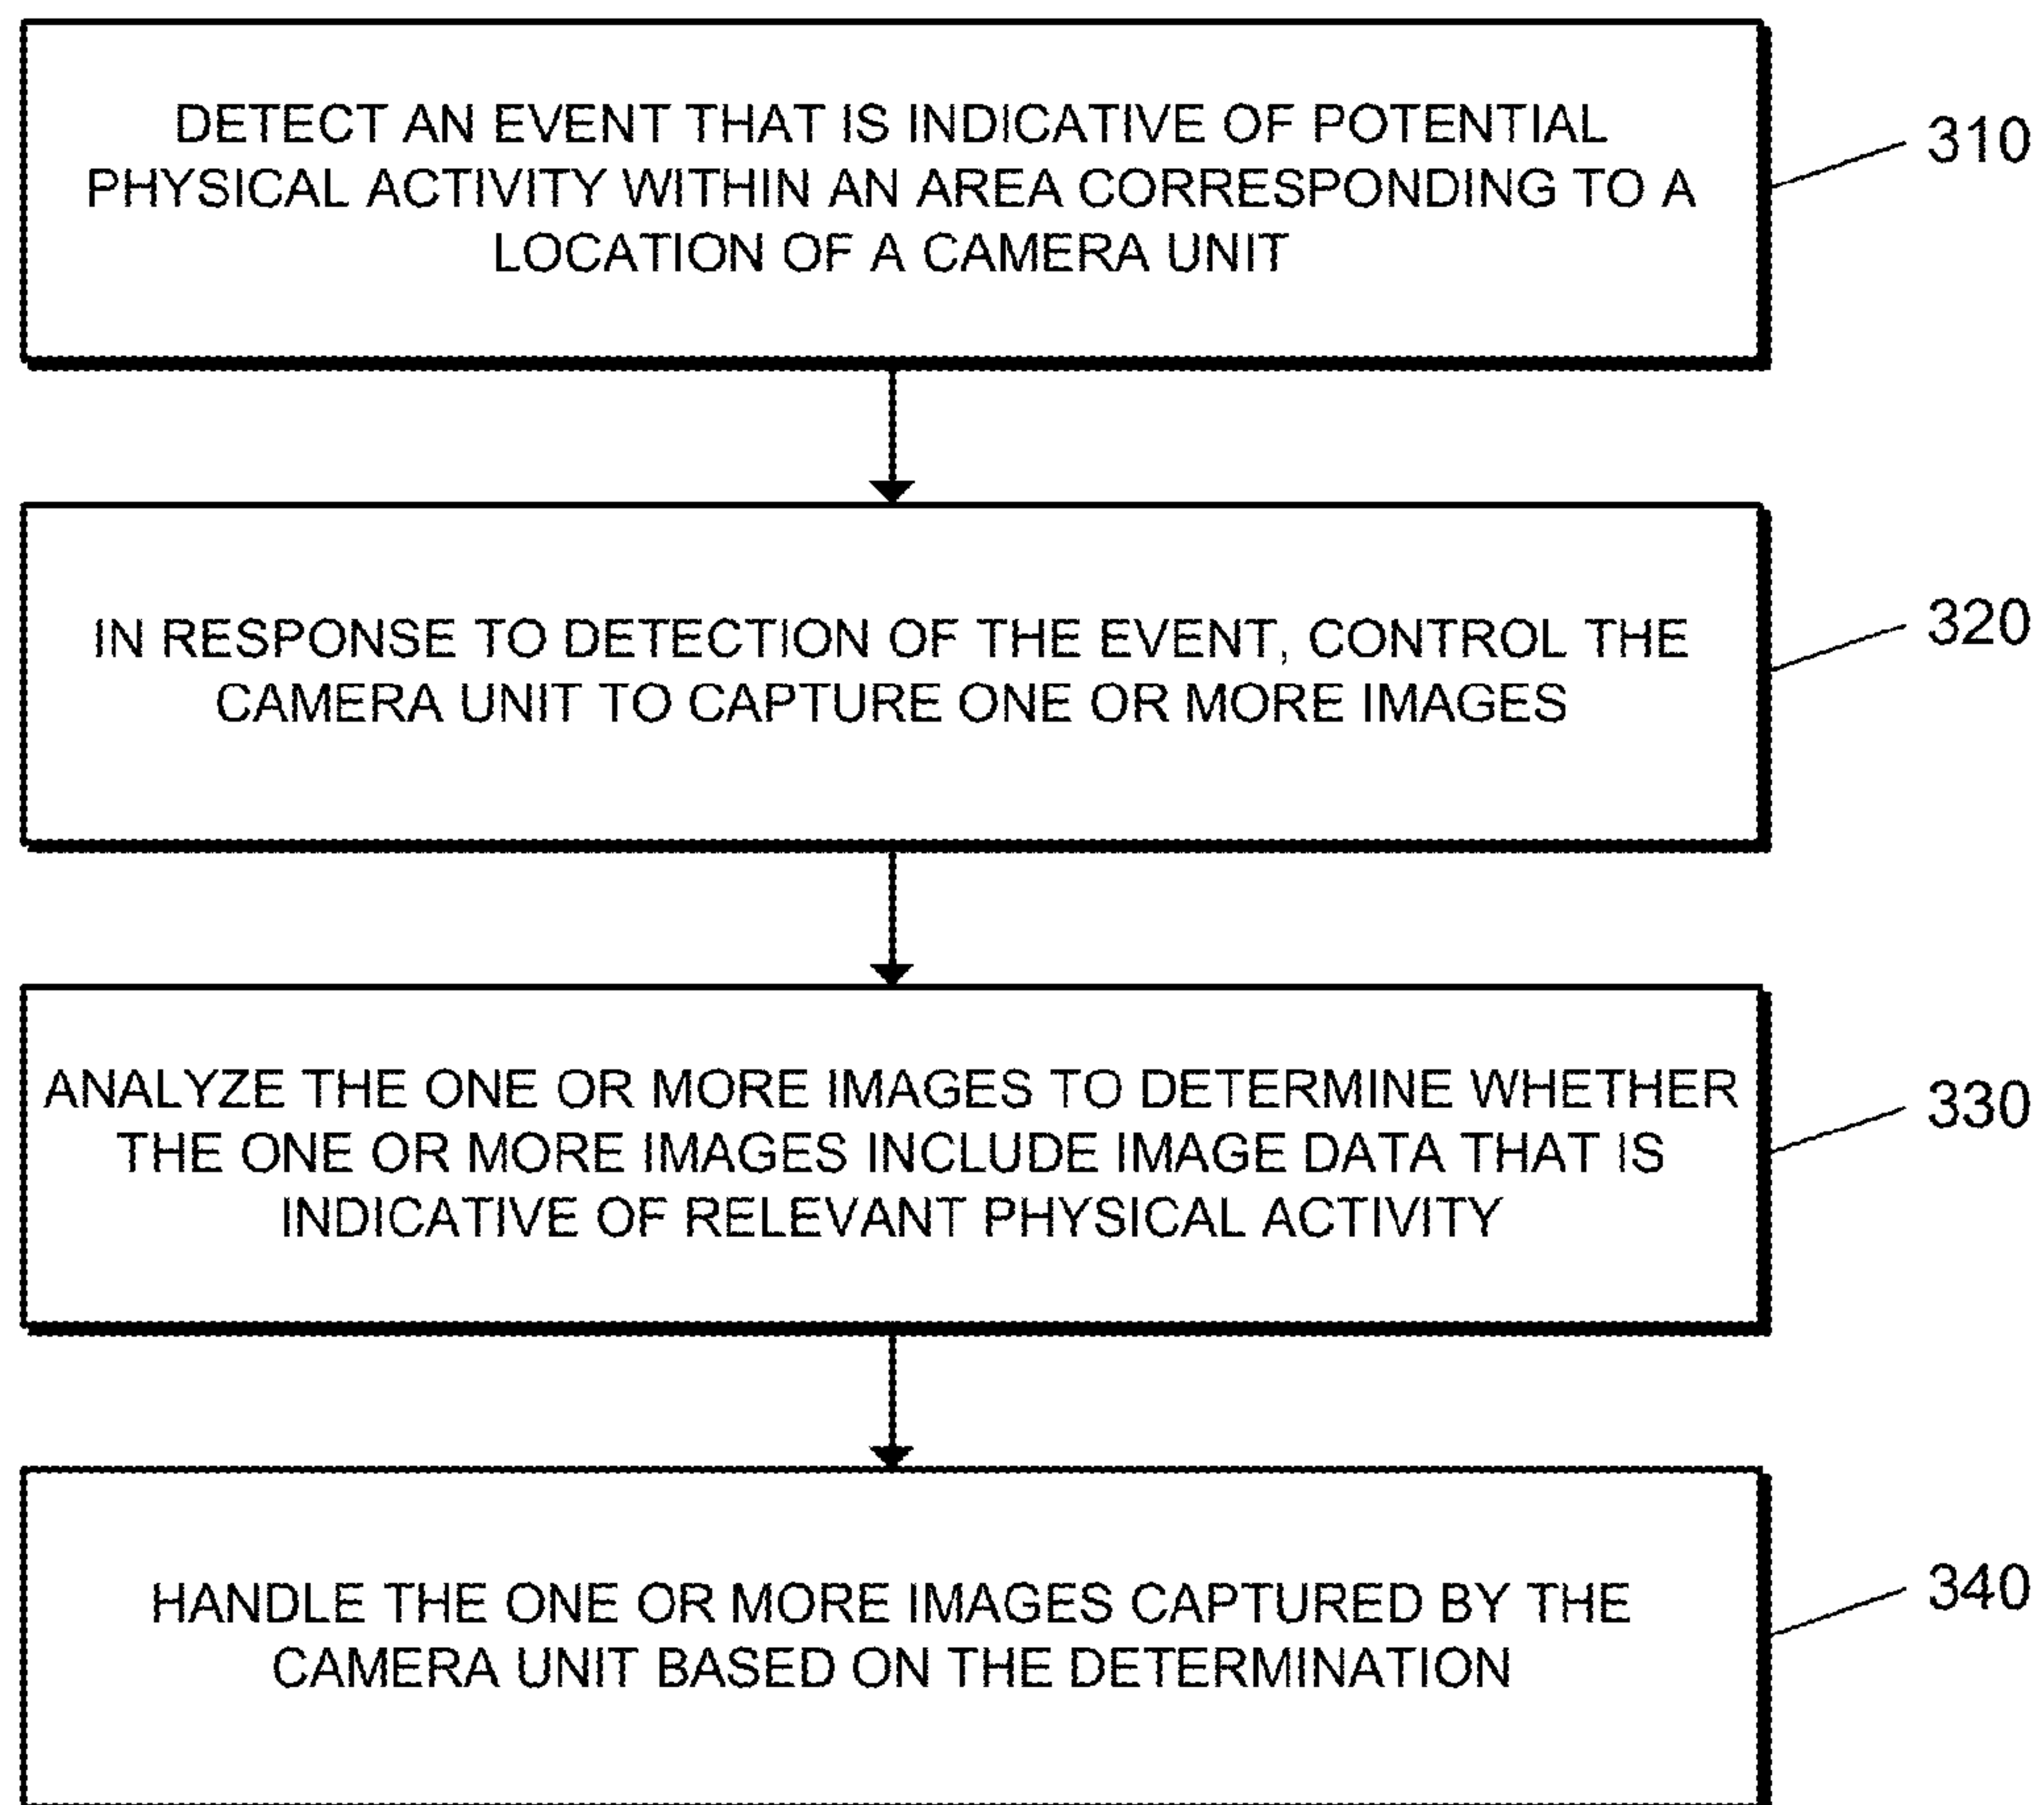 DETECT AN EVENT THAT IS INDICATIVE OF POTENTIAL
PHYSICAL ACTIVITY WITHIN AN AREA CORRESPONDING TO A
LOCATION OF A CAMERA UNIT
310
IN RESPONSE TO DETECTION OF THE EVENT, CONTROL THE
CAMERA UNIT TO CAPTURE ONE OR MORE IMAGES
320
ANALYZE THE ONE OR MORE IMAGES TO DETERMINE WHETHER
THE ONE OR MORE IMAGES INCLUDE IMAGE DATA THAT IS
INDICATIVE OF RELEVANT PHYSICAL ACTIVITY
330
HANDLE THE ONE OR MORE IMAGES CAPTURED BY THE
CAMERA UNIT BASED ON THE DETERMINATION
340